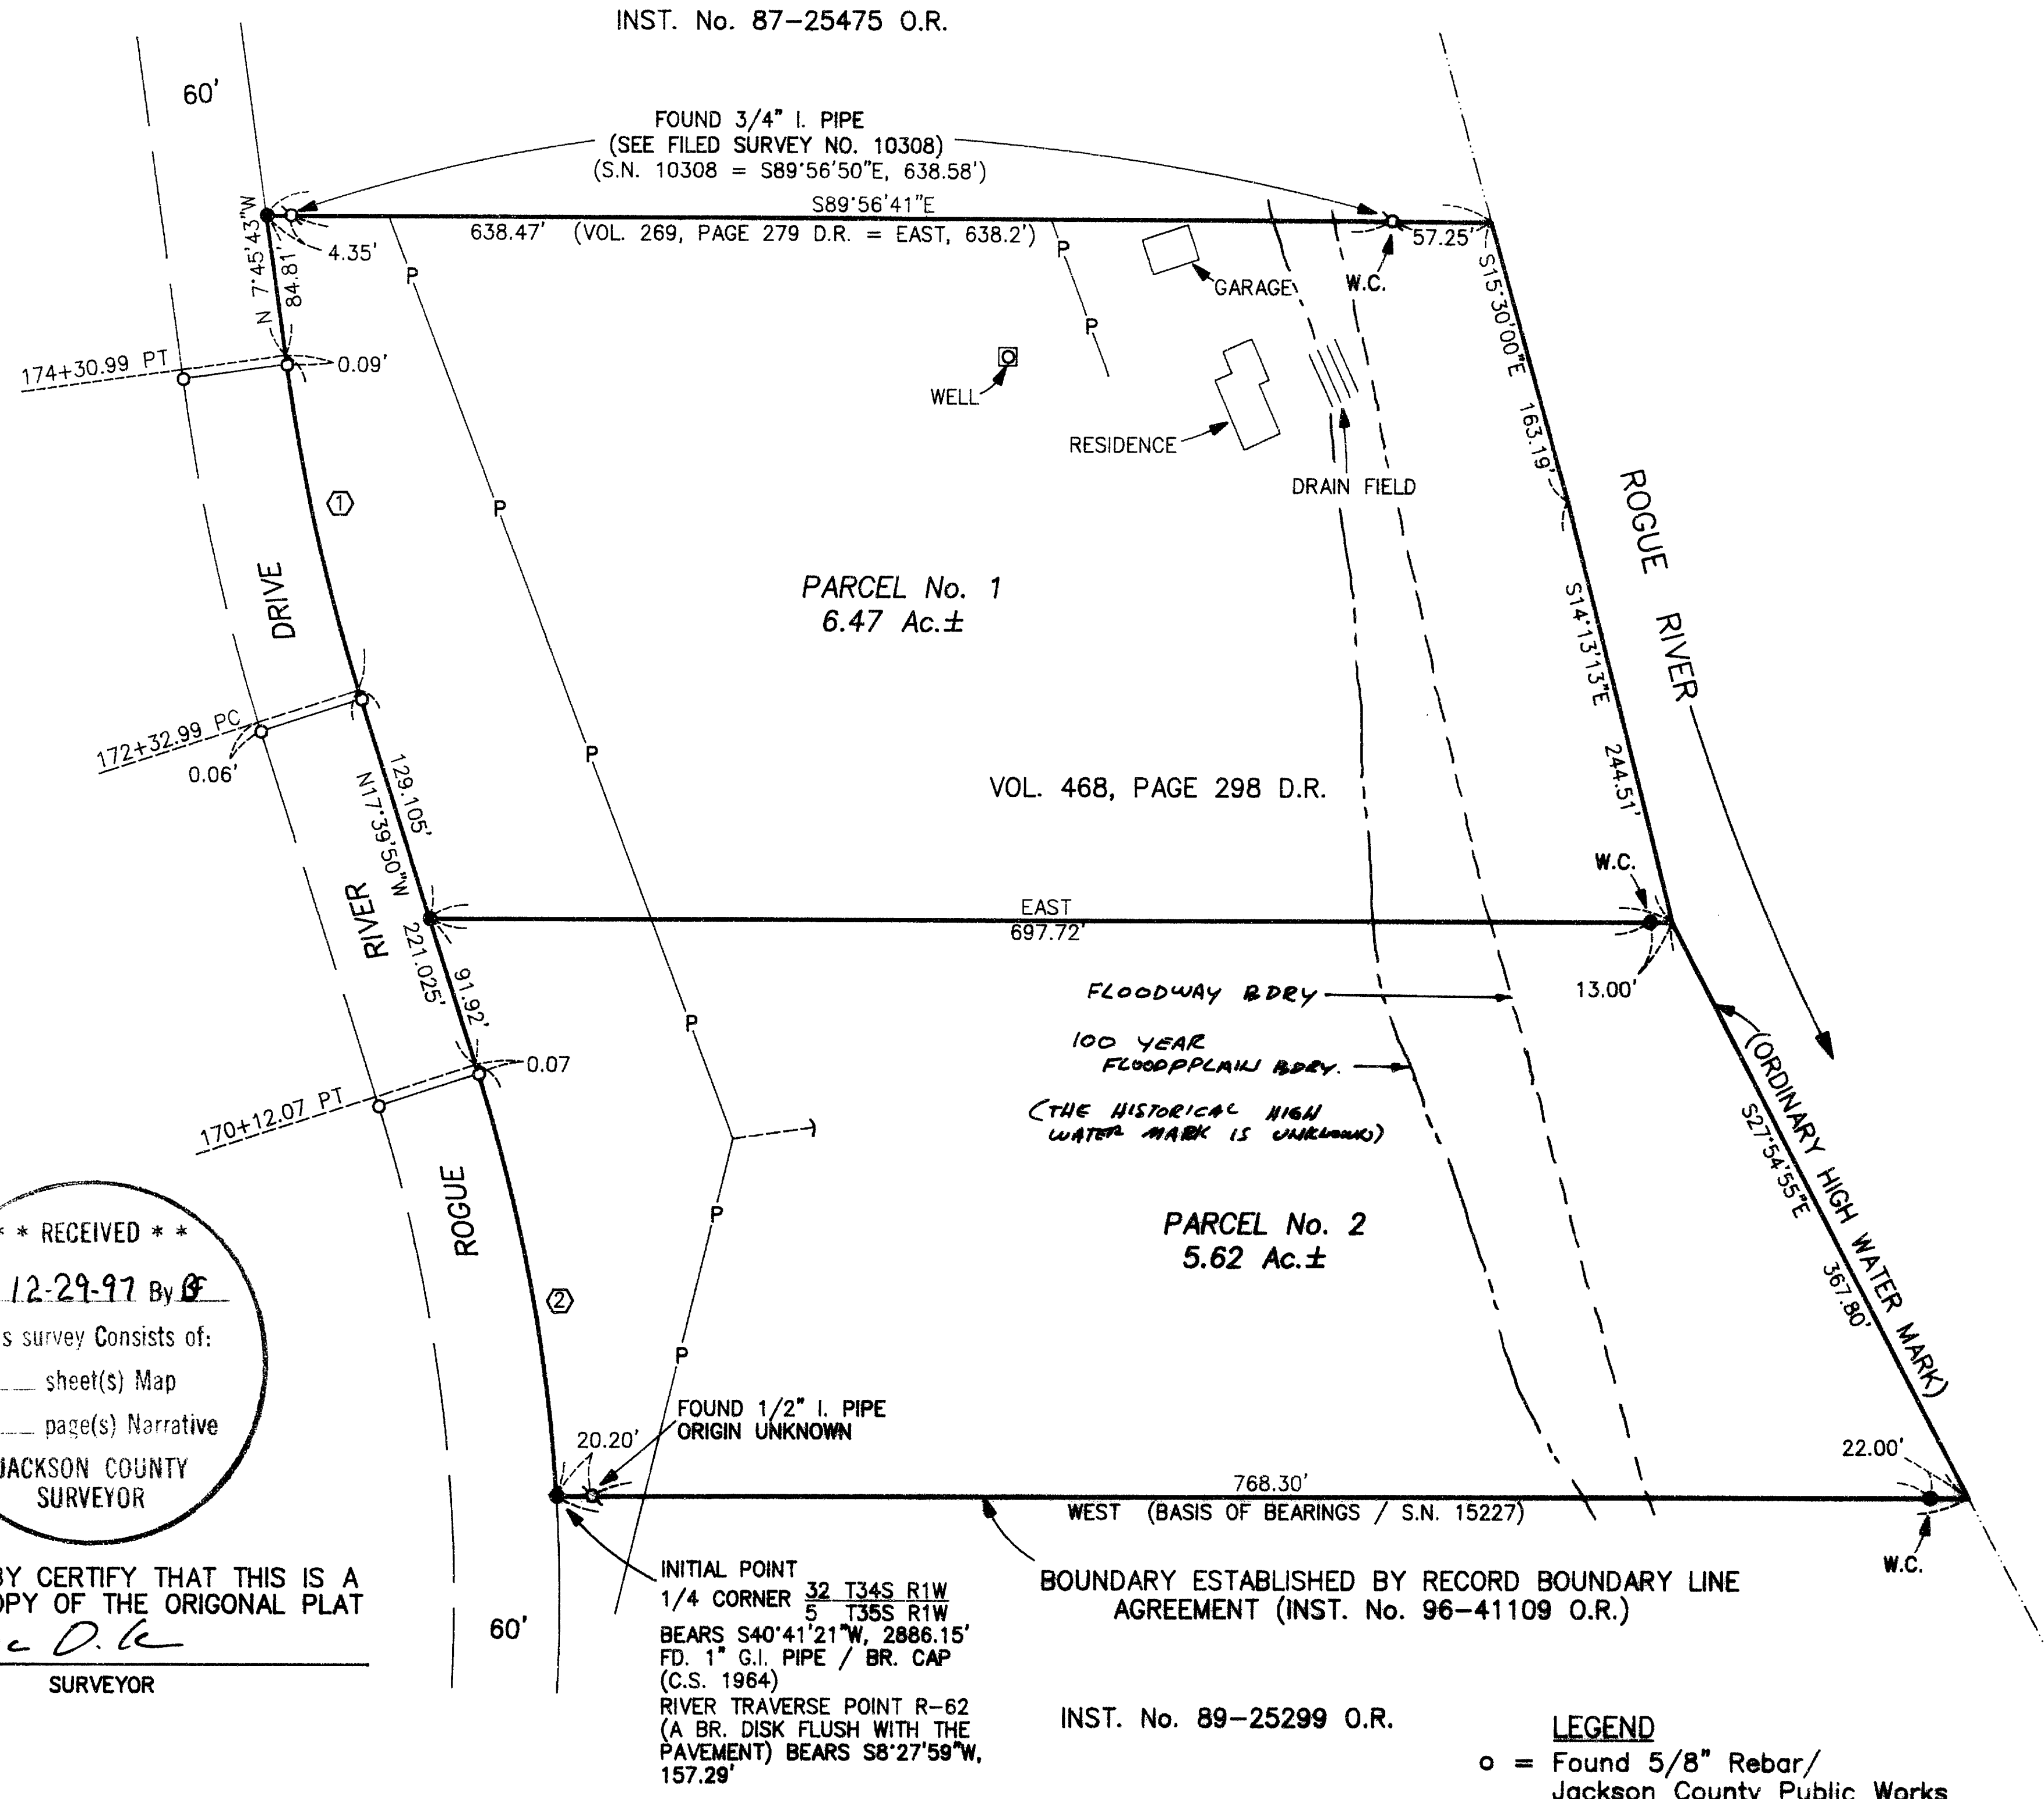 INST. No. 87-25475 O.R.
60'
FOUND 3/4" I. PIPE
(SEE FILED SURVEY NO. 10308)
(S.N. 10308 = S89°56'50"E, 638.58')
S89°56'41"E
638.47' (VOL. 269, PAGE 279 D.R. = EAST, 638.2')
4.35'
57.25'
W.C.
N 7°45'43"W
84.81'
P
P
P
GARAGE
S15°30'00"E 163.19'
174+30.99 PT
0.09'
WELL
RESIDENCE
DRAIN FIELD
1
P
ROGUE RIVER
PARCEL No. 1
6.47 Ac.±
S14°13'13"E 244.51'
172+32.99 PC
0.06'
P
129.105'
N17°39'50"W
VOL. 468, PAGE 298 D.R.
W.C.
EAST
697.72'
13.00'
221.025'
91.92'
ROGUE RIVER DRIVE
P
FLOODWAY BDRY
100 YEAR
FLOODPPLAIN BDRY.
(THE HISTORICAL HIGH
WATER MARK IS UNKNOWN)
(ORDINARY HIGH WATER MARK)
S27°54'55"E
367.80'
170+12.07 PT
0.07
P
PARCEL No. 2
5.62 Ac.±
2
P
* * RECEIVED * *
12-29-97 By BF
s survey Consists of:
sheet(s) Map
page(s) Narrative
JACKSON COUNTY
SURVEYOR
FOUND 1/2" I. PIPE
ORIGIN UNKNOWN
20.20'
22.00'
768.30'
WEST (BASIS OF BEARINGS / S.N. 15227)
W.C.
BY CERTIFY THAT THIS IS A
OPY OF THE ORIGONAL PLAT
SURVEYOR
60'
INITIAL POINT
1/4 CORNER 32 T34S R1W
5 T35S R1W
BEARS S40°41'21"W, 2886.15'
FD. 1" G.I. PIPE / BR. CAP
(C.S. 1964)
RIVER TRAVERSE POINT R-62
(A BR. DISK FLUSH WITH THE
PAVEMENT) BEARS S8°27'59"W,
157.29'
BOUNDARY ESTABLISHED BY RECORD BOUNDARY LINE
AGREEMENT (INST. No. 96-41109 O.R.)
INST. No. 89-25299 O.R.
LEGEND
o = Found 5/8" Rebar/
Jackson County Public Works